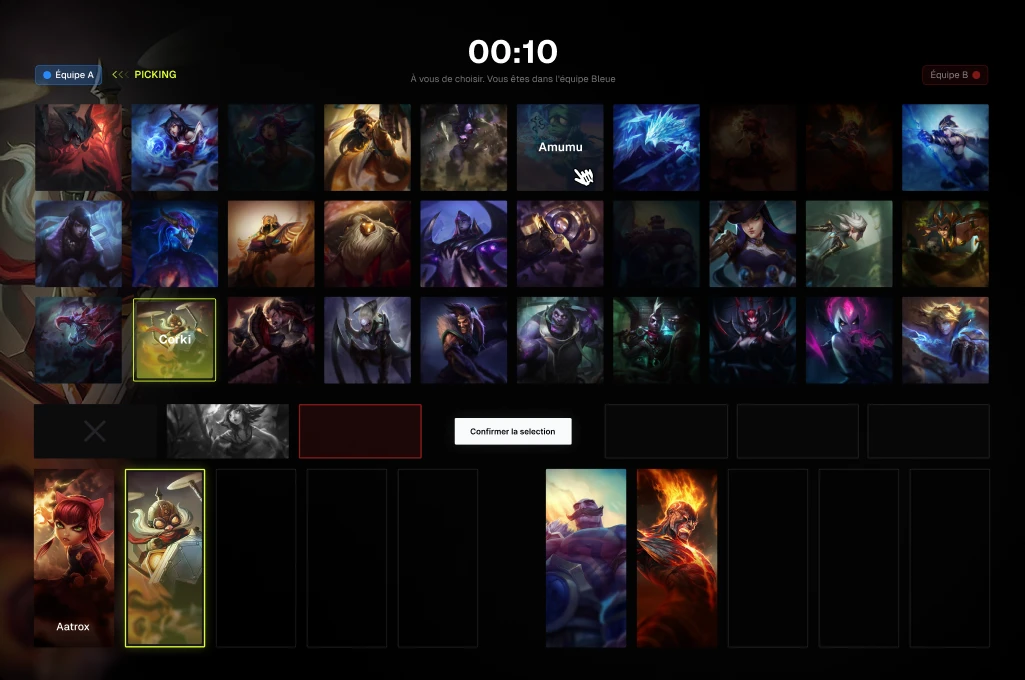 00:10
Équipe A
PICKING
À vous de choisir. Vous êtes dans l'équipe Bleue
Équipe B
Amumu
Corki
Confirmer la selection
Aatrox